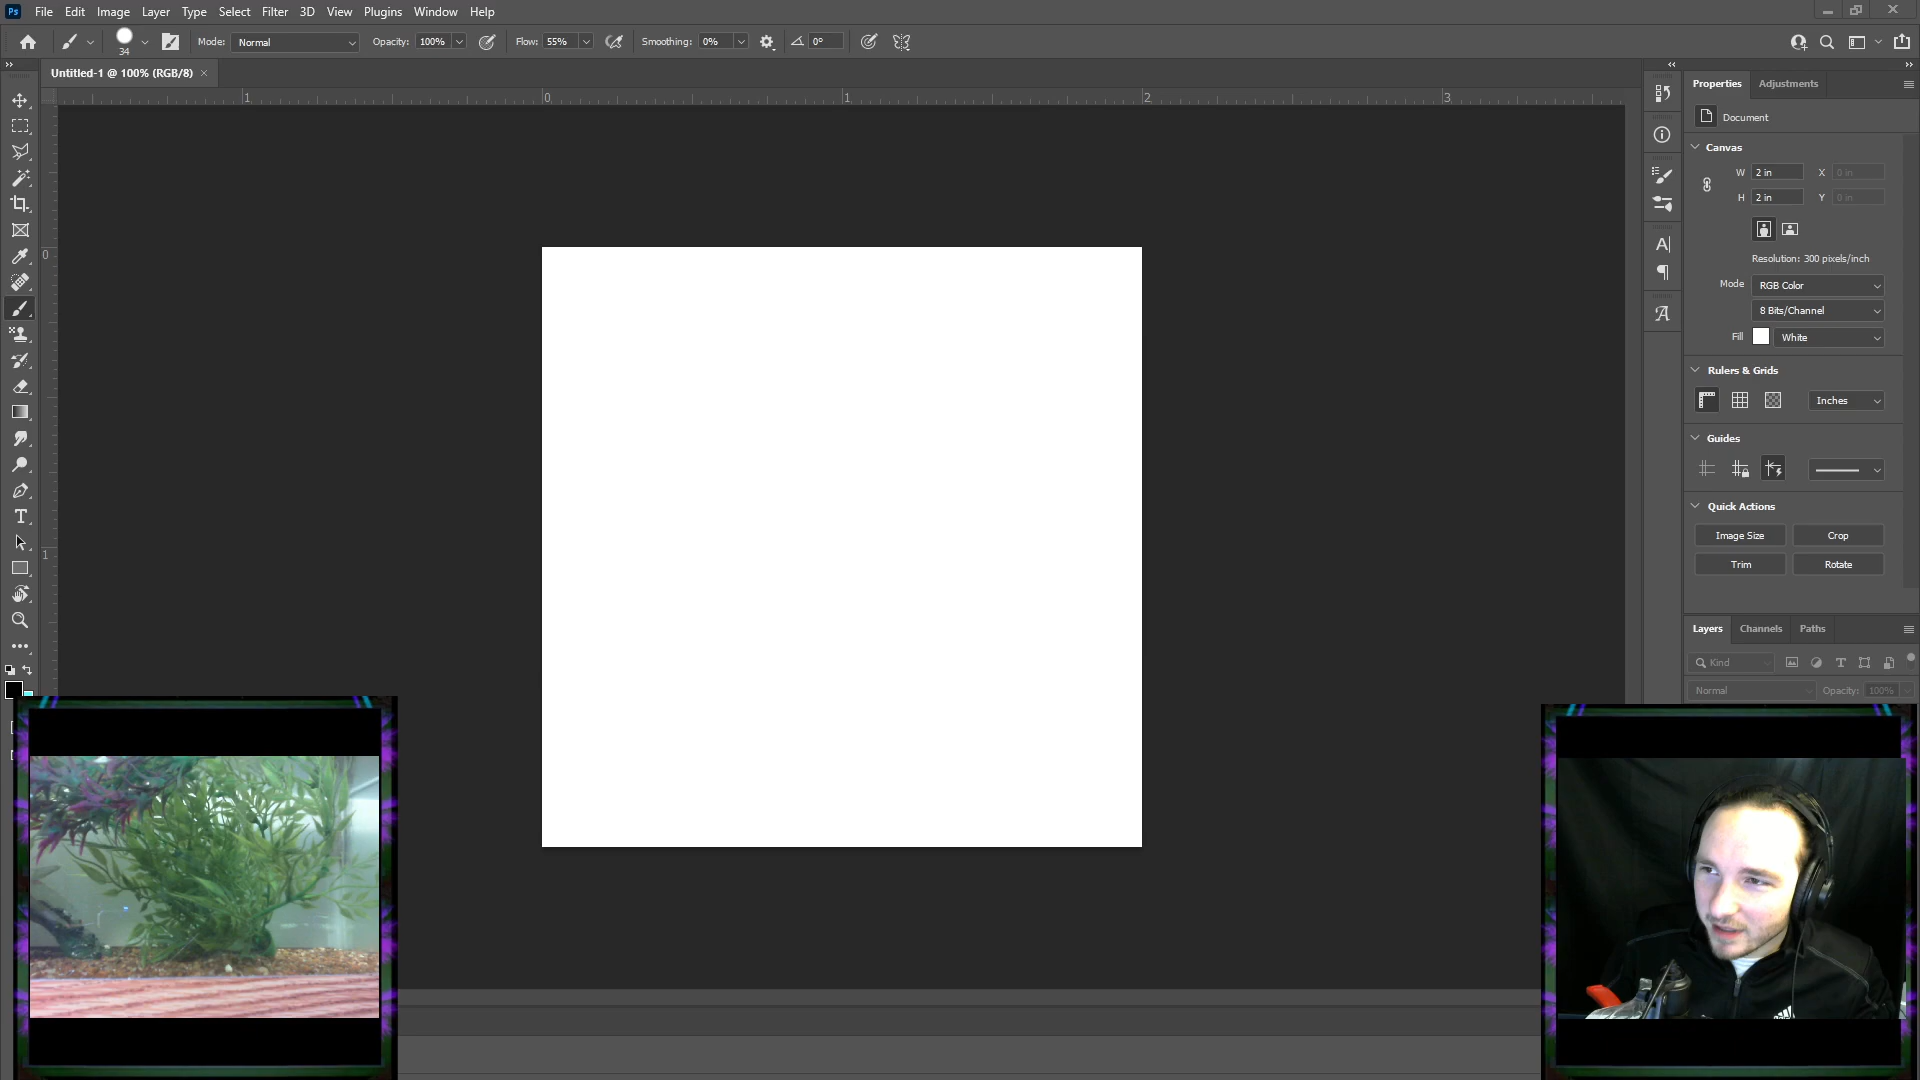 Ps File Edit Image Layer Type Select Filter 3D View Plugins Window Help
34 Mode: Normal Opacity: 100% Flow: 55% Smoothing: 0% 0°
Untitled-1 @ 100% (RGB/8) ×
1 0 1 2 3
0
1
Properties Adjustments
Document
Canvas
W 2 in X 0 in
H 2 in Y 0 in
Resolution: 300 pixels/inch
Mode RGB Color
8 Bits/Channel
Fill White
Rulers & Grids
Inches
Guides
Quick Actions
Image Size Crop
Trim Rotate
Layers Channels Paths
Kind
Normal Opacity: 100%